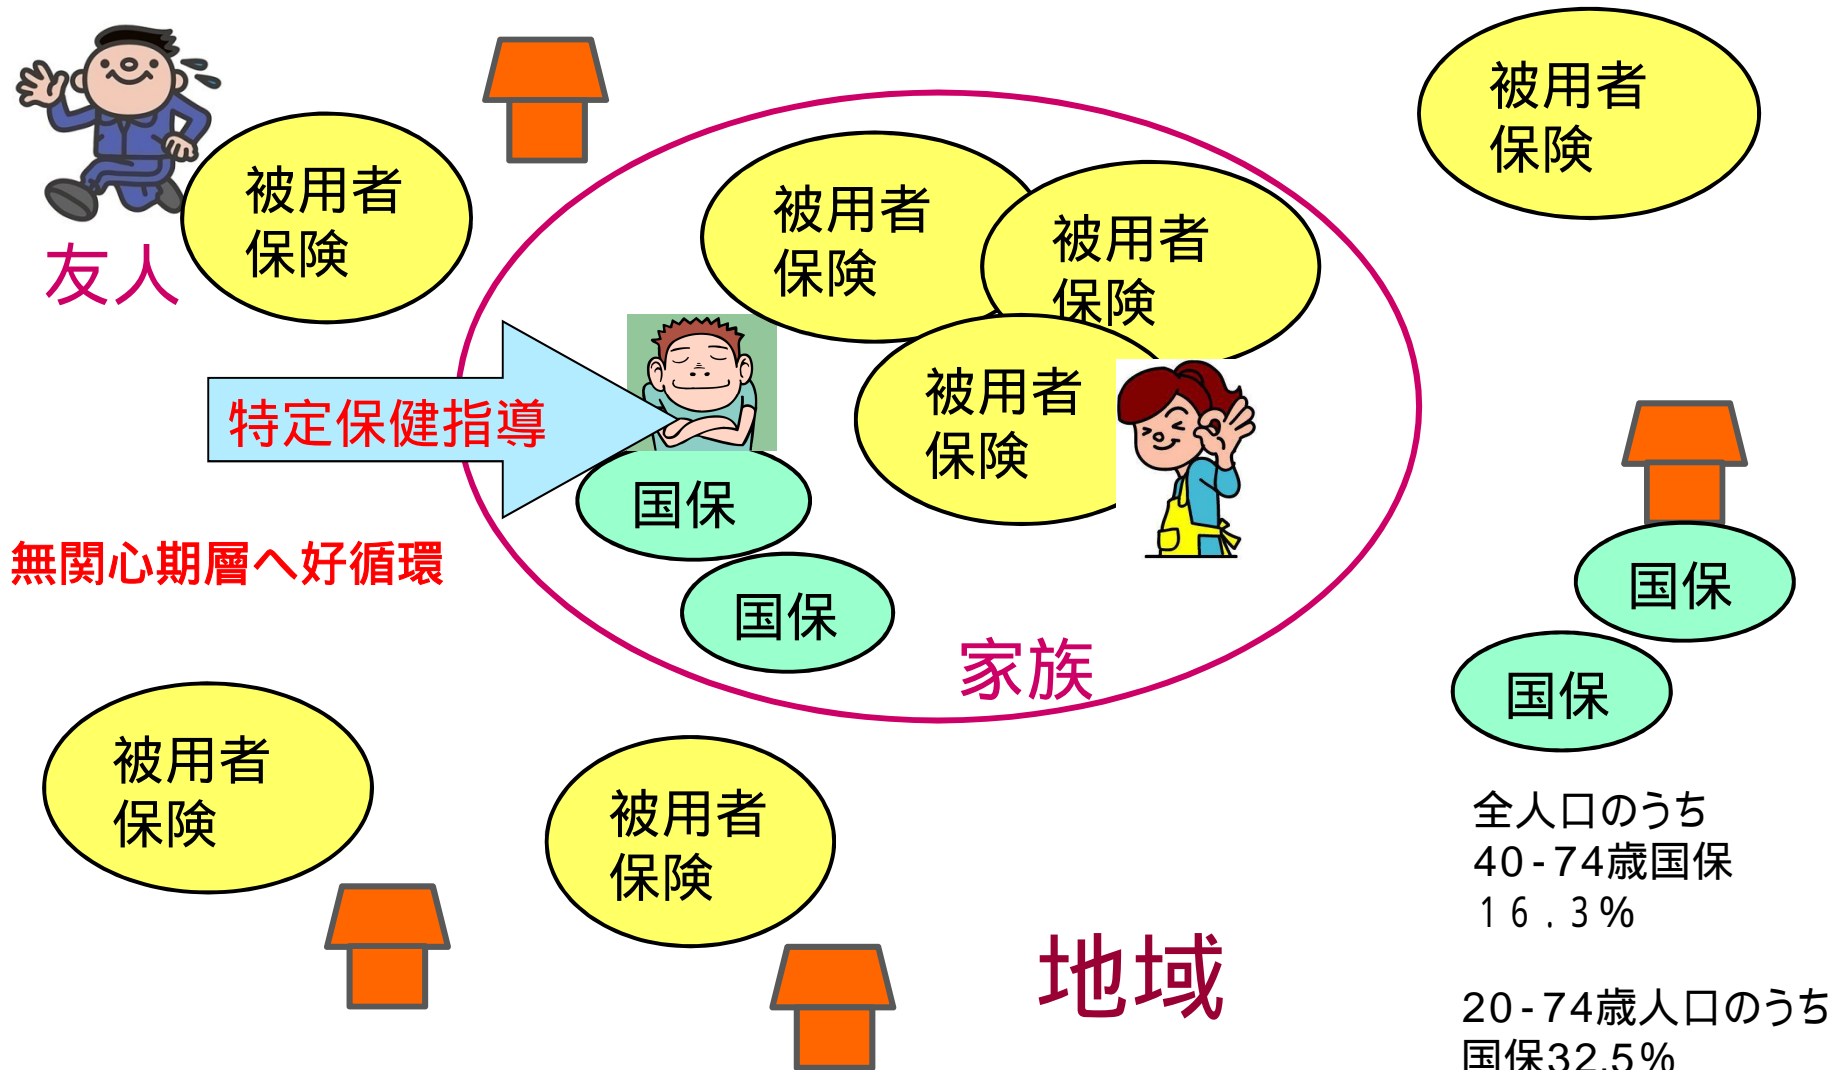 被用者
保険
被用者
保険
被用者
保険
被用者
保険
友人
特定保健指導
被用者
保険
国保
無関心期層へ好循環
国保
国保
家族
国保
被用者
保険
被用者
保険
全人口のうち
40-74歳国保
16.3%
地域
20-74歳人口のうち
国保32.5%